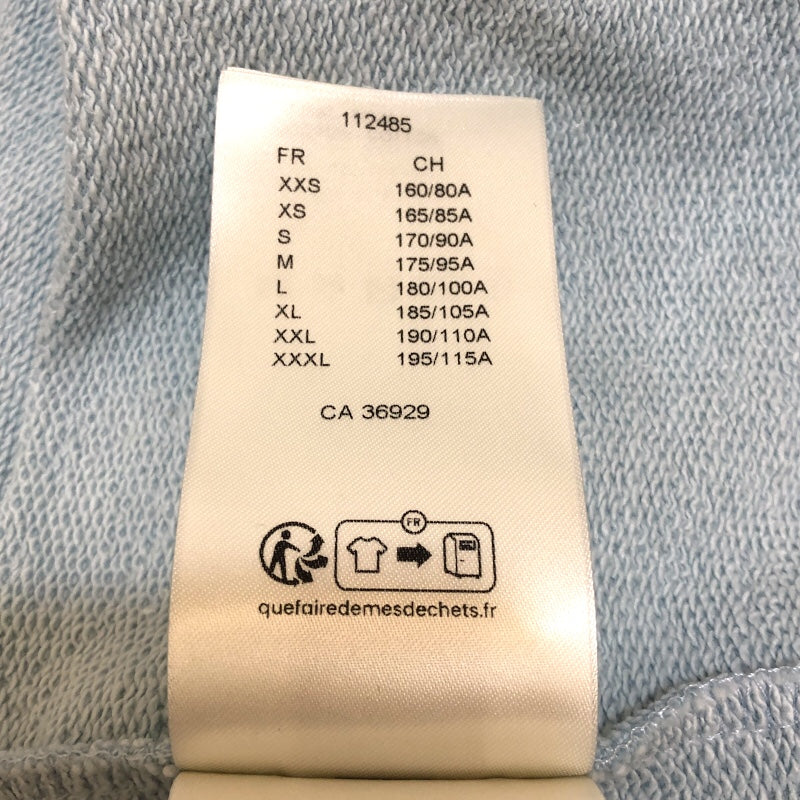 112485
FR CH
XXS 160/80A
XS 165/85A
S 170/90A
M 175/95A
L 180/100A
XL 185/105A
XXL 190/110A
XXXL 195/115A
CA 36929
FR
quefairedemesdechets.fr